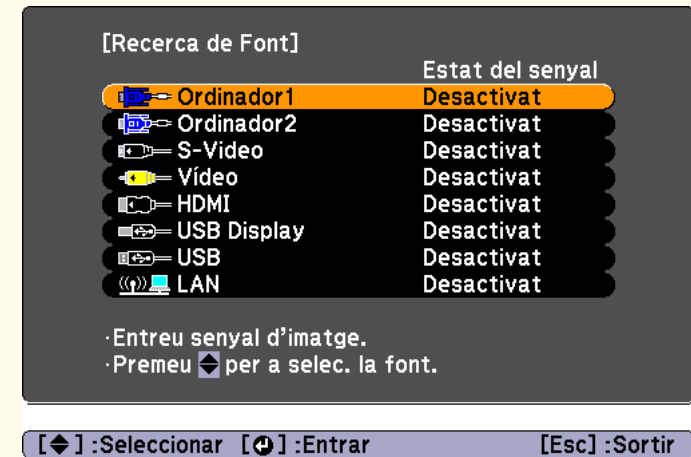 [Recerca de Font]
Estat del senyal
Ordinador1 Desactivat
Ordinador2 Desactivat
S-Video Desactivat
Vídeo Desactivat
HDMI Desactivat
USB Display Desactivat
USB Desactivat
LAN Desactivat
·Entreu senyal d'imatge.
·Premeu per a selec. la font.
[ ] :Seleccionar [ ] :Entrar [Esc] :Sortir